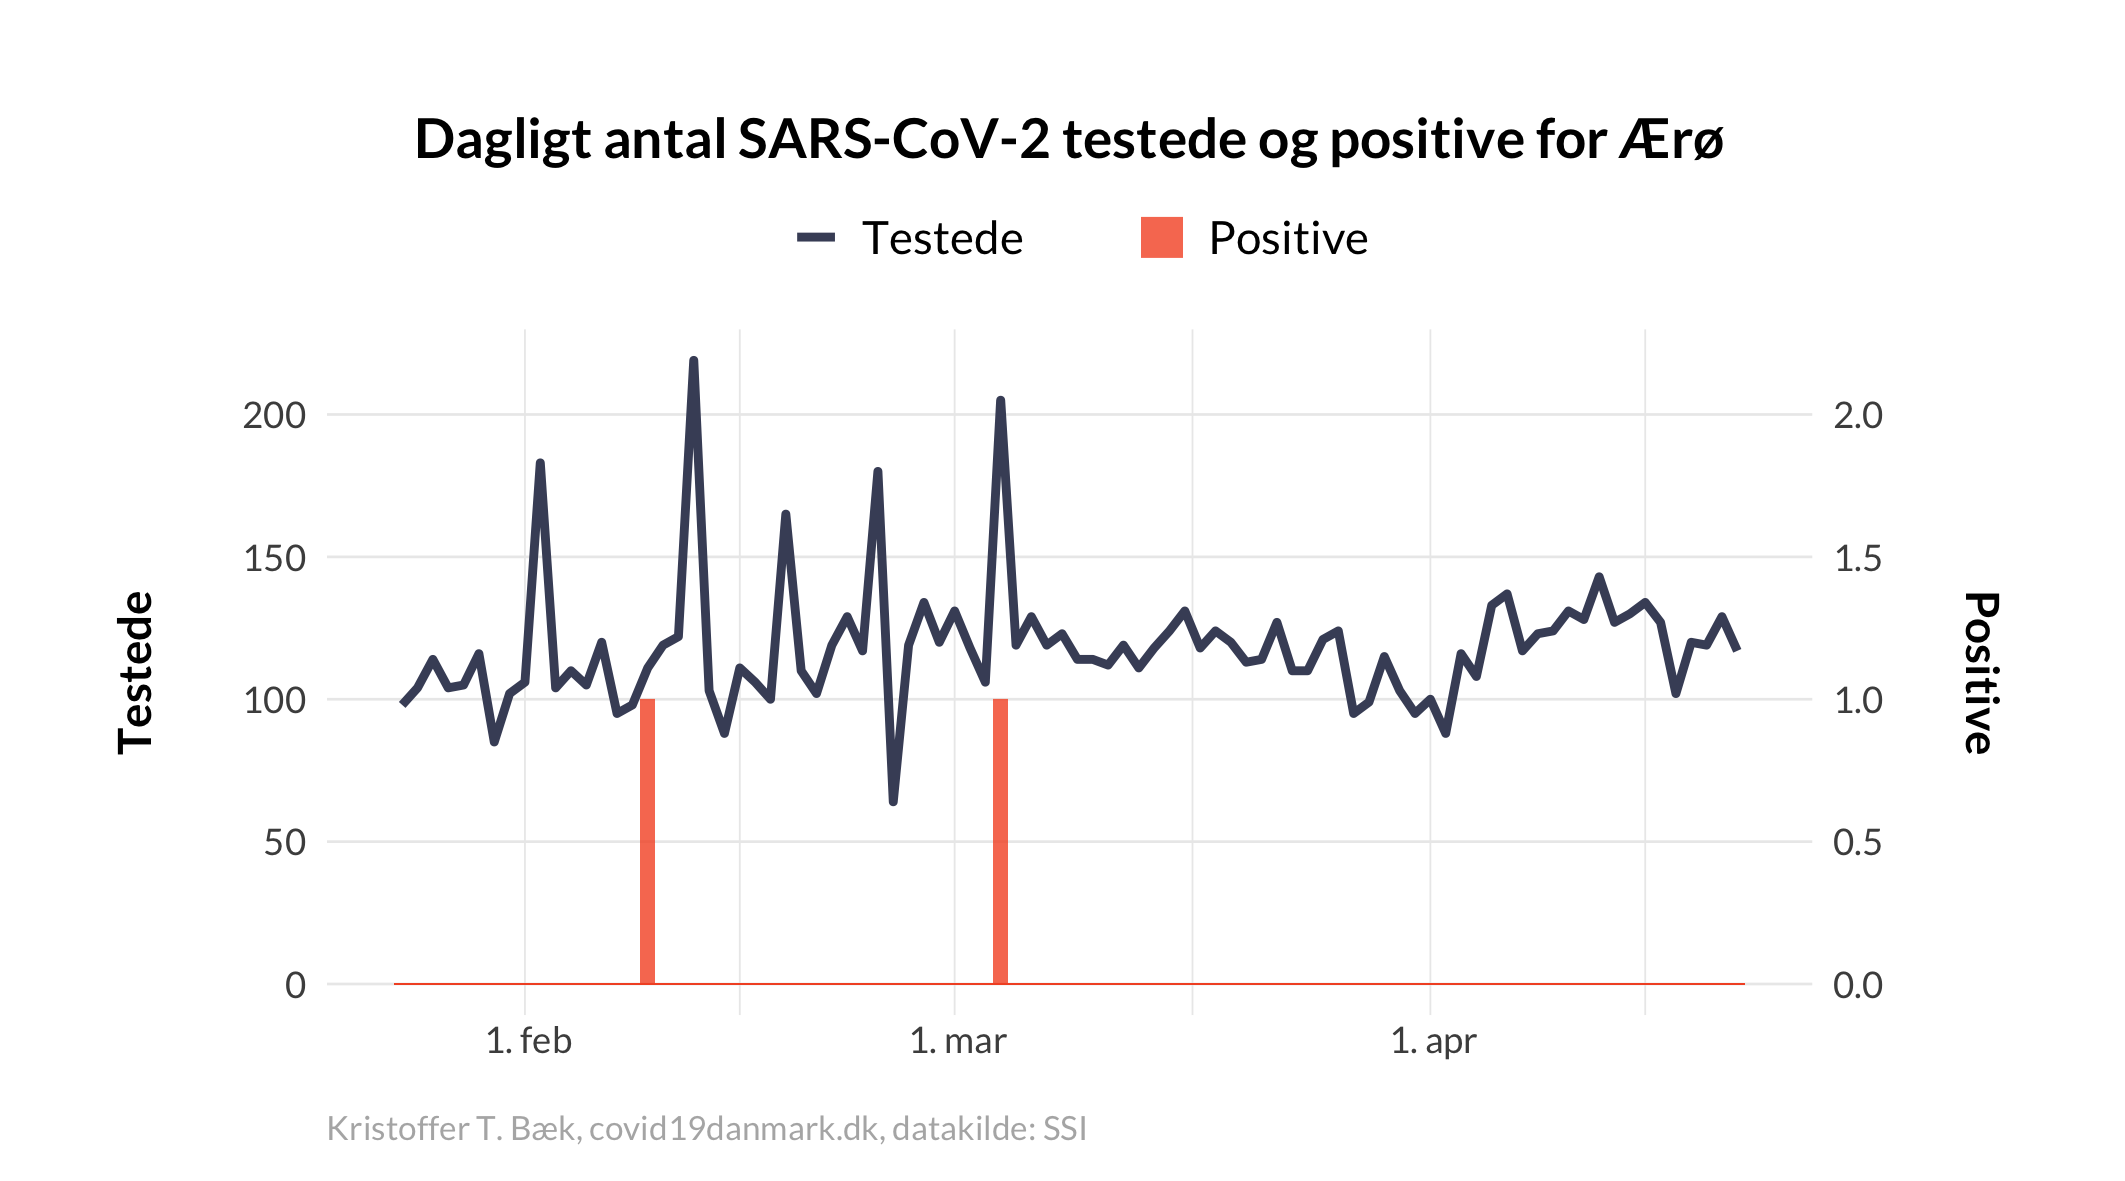 Dagligt antal SARS-CoV-2 testede og positive for Ærø
Testede
Positive
200
150
100
50
0
Testede
2.0
1.5
1.0
0.5
0.0
Positive
1. feb
1. mar
1. apr
Kristoffer T. Bæk, covid19danmark.dk, datakilde: SSI